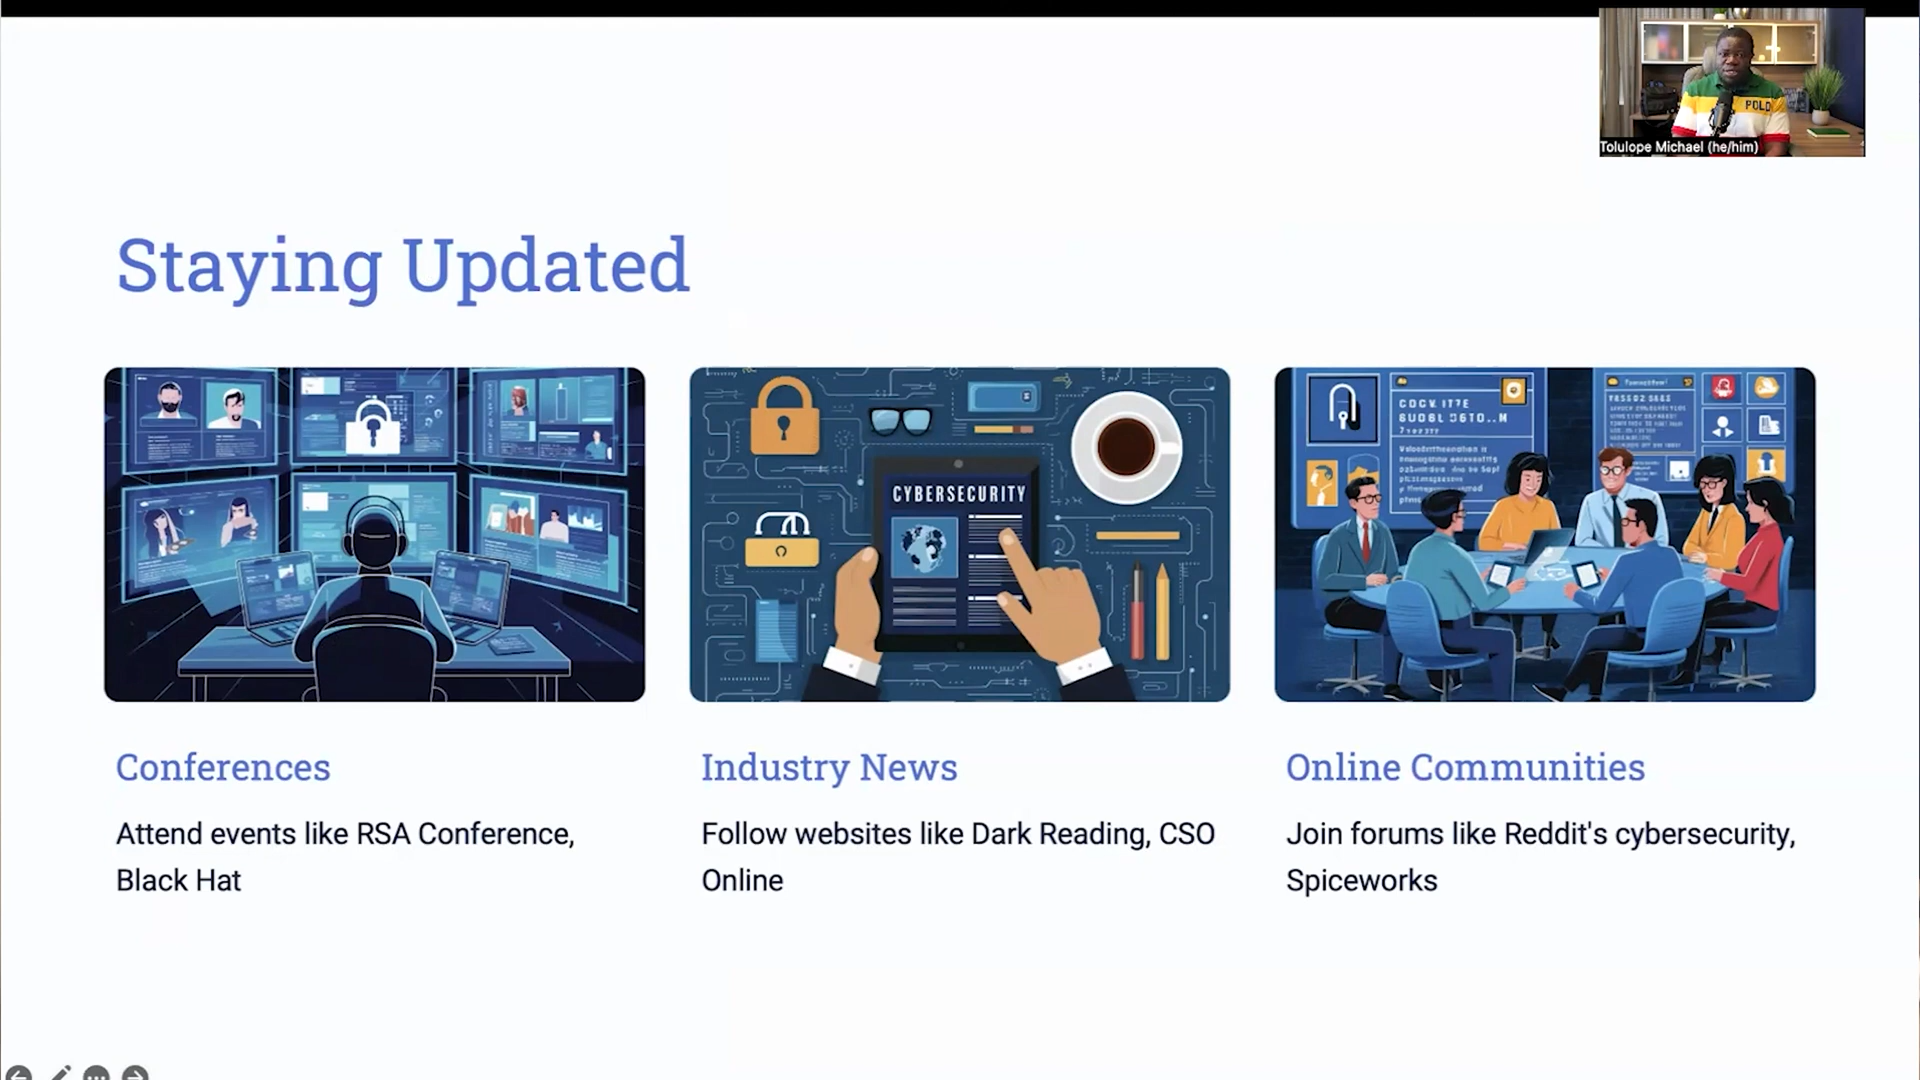 POLO
Tolulope Michael (he/him)
Staying Updated
CYBERSECURITY
Conferences
Attend events like RSA Conference,
Black Hat
Industry News
Follow websites like Dark Reading, CSO
Online
Online Communities
Join forums like Reddit's cybersecurity,
Spiceworks